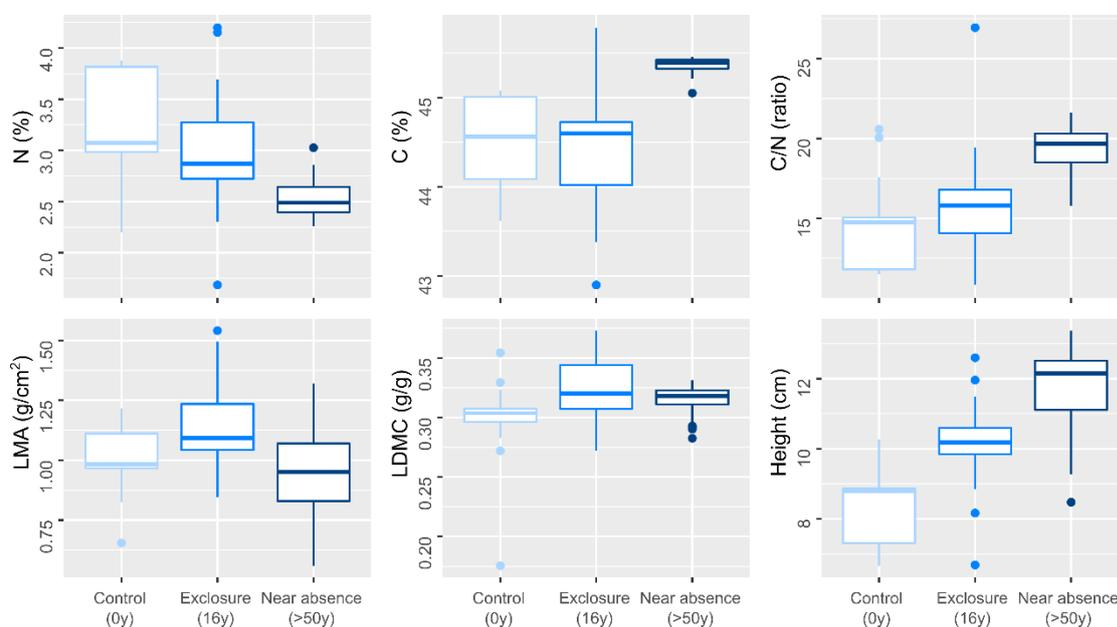 N (%)
4.0
3.5
3.0
2.5
2.0
C (%)
45
44
43
C/N (ratio)
25
20
15
LMA (g/cm²)
1.50
1.25
1.00
0.75
LDMC (g/g)
0.35
0.30
0.25
0.20
Height (cm)
12
10
8
Control Exclosure Near absence Control Exclosure Near absence Control Exclosure Near absence
(0y) (16y) (>50y) (0y) (16y) (>50y) (0y) (16y) (>50y)